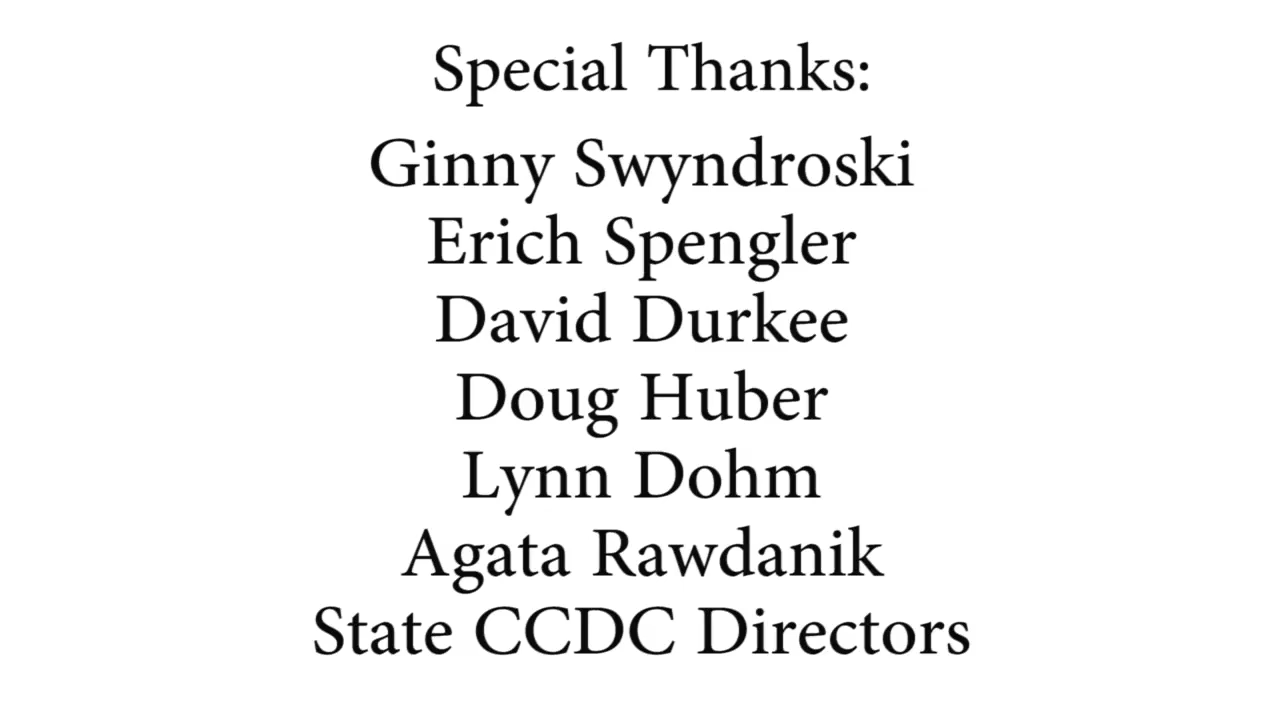 Special Thanks:
Ginny Swyndroski
Erich Spengler
David Durkee
Doug Huber
Lynn Dohm
Agata Rawdanik
State CCDC Directors